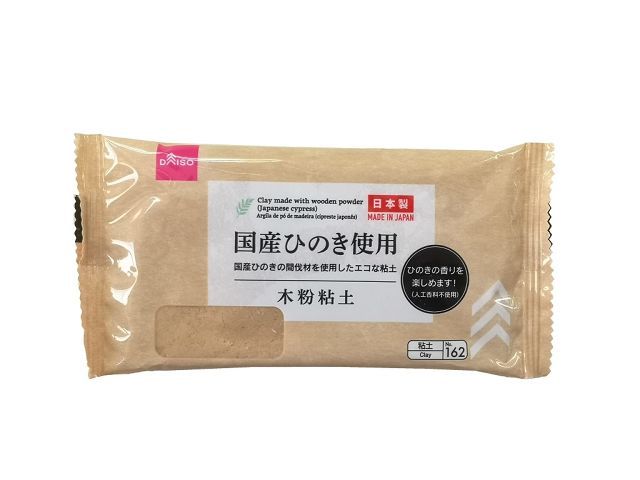 DAISO
Clay made with wooden powder
(Japanese cypress)
Argila de pó de madeira (cipreste japonês)
日本製
MADE IN JAPAN
国産ひのき使用
国産ひのきの間伐材を使用したエコな粘土
木粉粘土
ひのきの香りを
楽しめます!
(人工香料不使用)
粘土
Clay
No.
162